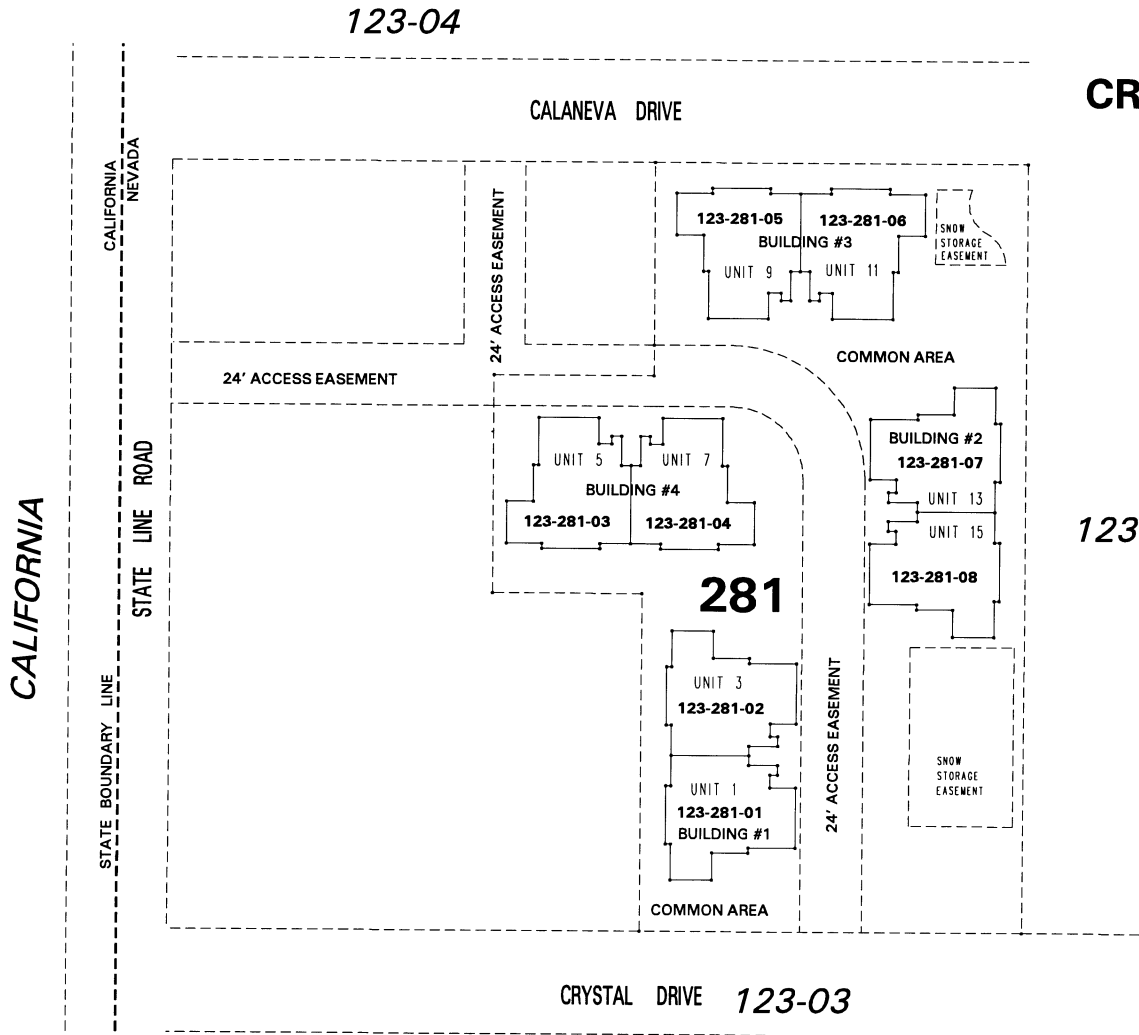 123-04
CR
CALANEVA DRIVE
CALIFORNIA
NEVADA
24' ACCESS EASEMENT
123-281-05
123-281-06
BUILDING #3
UNIT 9
UNIT 11
SNOW
STORAGE
EASEMENT
COMMON AREA
24' ACCESS EASEMENT
BUILDING #2
123-281-07
UNIT 13
UNIT 15
123-281-08
UNIT 5
UNIT 7
BUILDING #4
123-281-03
123-281-04
STATE LINE ROAD
CALIFORNIA
123
281
UNIT 3
123-281-02
UNIT 1
123-281-01
BUILDING #1
24' ACCESS EASEMENT
SNOW
STORAGE
EASEMENT
STATE BOUNDARY LINE
COMMON AREA
CRYSTAL DRIVE
123-03